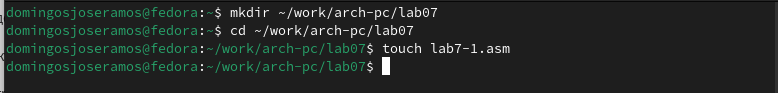 domingosjoseramos@fedora:~$ mkdir ~/work/arch-pc/lab07
domingosjoseramos@fedora:~$ cd ~/work/arch-pc/lab07
domingosjoseramos@fedora:~/work/arch-pc/lab07$ touch lab7-1.asm
domingosjoseramos@fedora:~/work/arch-pc/lab07$